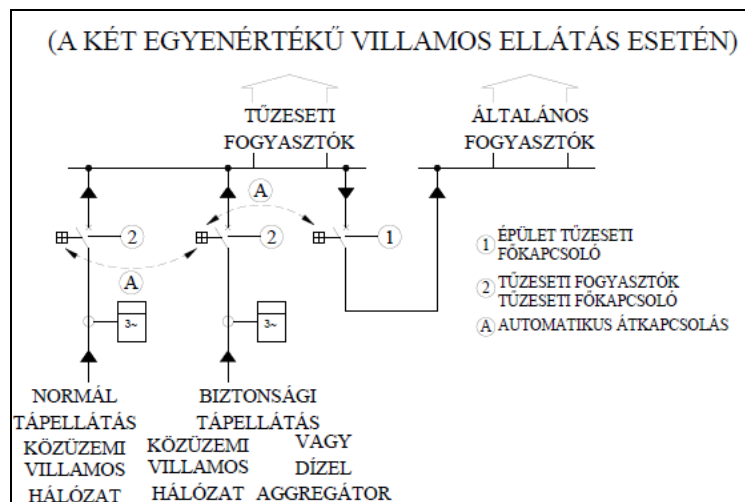 (A KÉT EGYENÉRTÉKŰ VILLAMOS ELLÁTÁS ESETÉN)
TŰZESETI
FOGYASZTÓK
ÁLTALÁNOS
FOGYASZTÓK
A
2
2
1
A
3~
3~
1 ÉPÜLET TŰZESETI
FŐKAPCSOLÓ
2 TŰZESETI FOGYASZTÓK
TŰZESETI FŐKAPCSOLÓ
A AUTOMATIKUS ÁTKAPCSOLÁS
NORMÁL
TÁPELLÁTÁS
KÖZÜZEMI
VILLAMOS
HÁLÓZAT
BIZTONSÁGI
TÁPELLÁTÁS
KÖZÜZEMI
VILLAMOS
HÁLÓZAT
VAGY
DÍZEL
AGGREGÁTOR